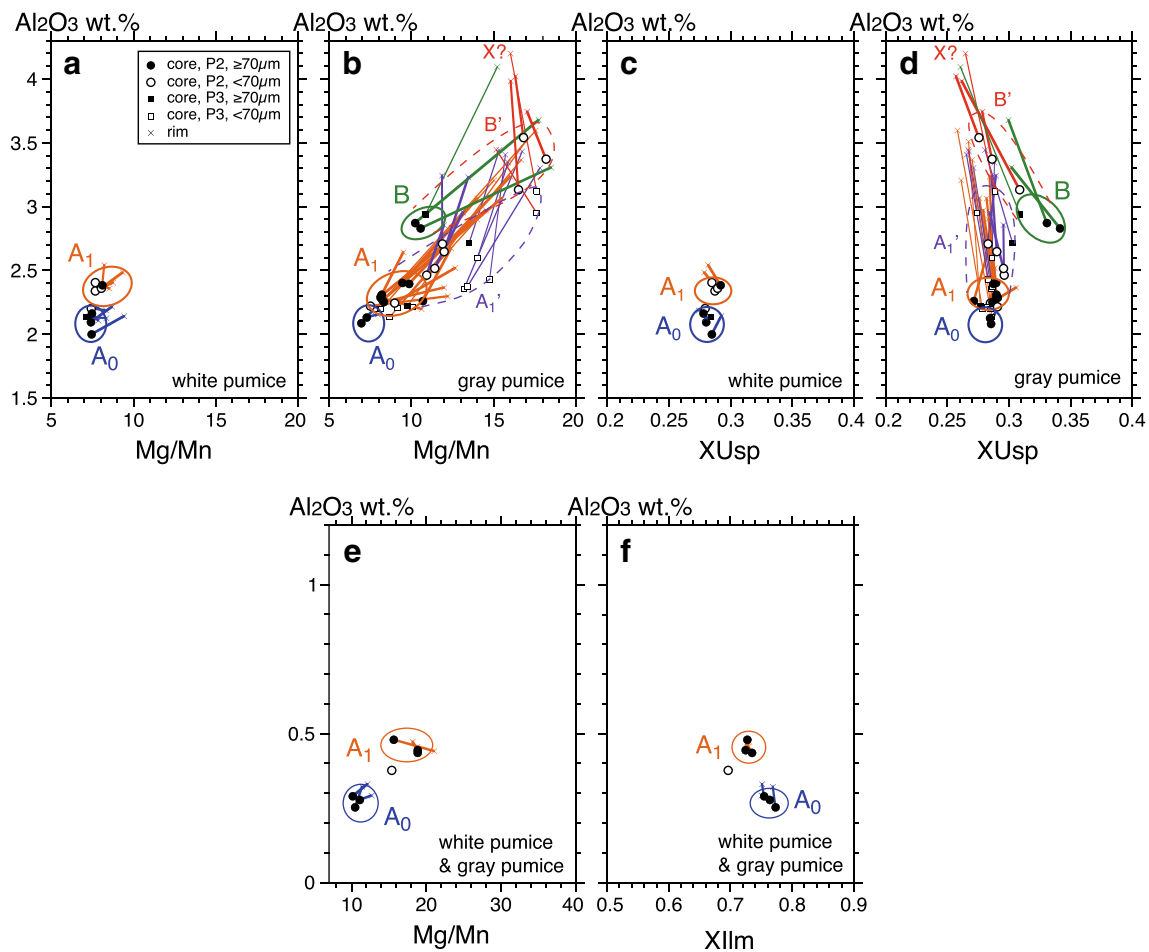 Al2O3 wt.%
Al2O3 wt.%
Al2O3 wt.%
Al2O3 wt.%
a
core, P2, ≥70µm
core, P2, <70µm
core, P3, ≥70µm
core, P3, <70µm
rim
A1
A0
white pumice
4
3.5
3
2.5
2
1.5
5
10
15
20
Mg/Mn
b
X?
B'
B
A1
A1'
A0
gray pumice
5
10
15
20
Mg/Mn
c
A1
A0
white pumice
0.2
0.25
0.3
0.35
0.4
XUsp
d
X?
B'
B
A1'
A1
A0
gray pumice
0.2
0.25
0.3
0.35
0.4
XUsp
Al2O3 wt.%
Al2O3 wt.%
e
1
0.5
0
A1
A0
white pumice
& gray pumice
10
20
30
40
Mg/Mn
f
A1
A0
white pumice
& gray pumice
0.5
0.6
0.7
0.8
0.9
XIlm